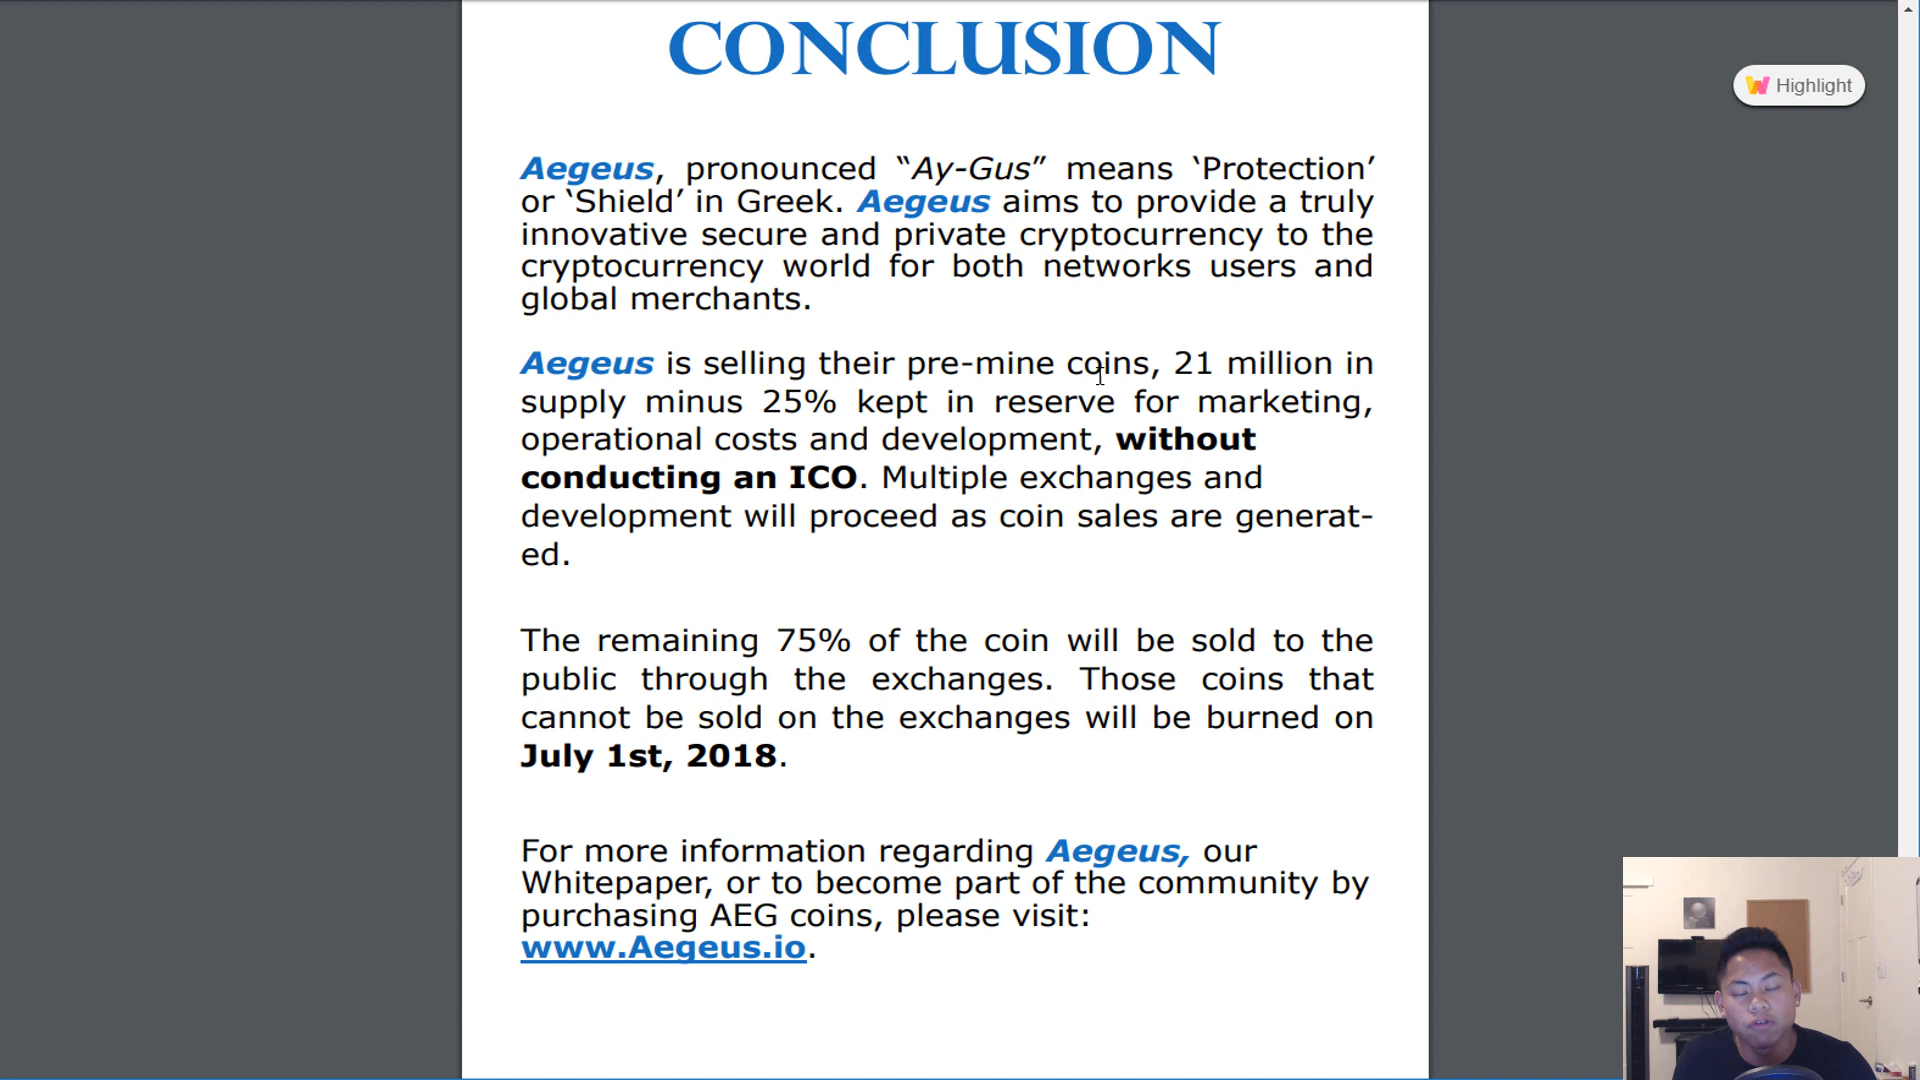 CONCLUSION
Highlight
Aegeus, pronounced “Ay-Gus” means ‘Protection’
or ‘Shield’ in Greek. Aegeus aims to provide a truly
innovative secure and private cryptocurrency to the
cryptocurrency world for both networks users and
global merchants.
Aegeus is selling their pre-mine coins, 21 million in
supply minus 25% kept in reserve for marketing,
operational costs and development, without
conducting an ICO. Multiple exchanges and
development will proceed as coin sales are generat-
ed.
The remaining 75% of the coin will be sold to the
public through the exchanges. Those coins that
cannot be sold on the exchanges will be burned on
July 1st, 2018.
For more information regarding Aegeus, our
Whitepaper, or to become part of the community by
purchasing AEG coins, please visit:
www.Aegeus.io.